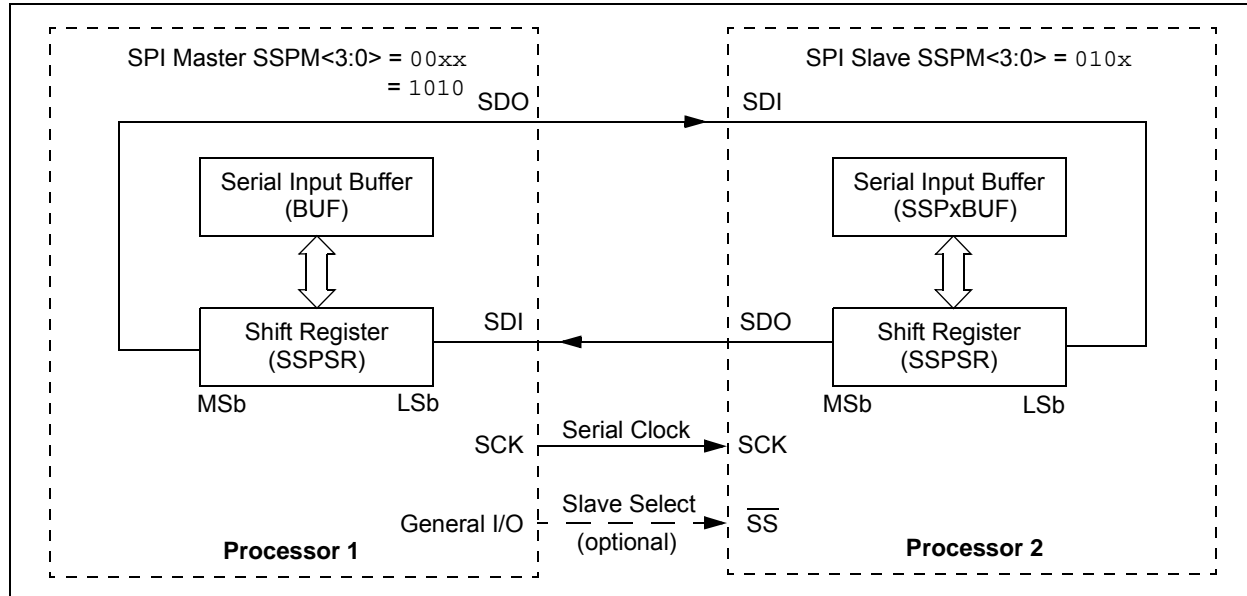 SPI Master SSPM<3:0> = 00xx
= 1010
SPI Slave SSPM<3:0> = 010x
SDO
SDI
Serial Input Buffer
(BUF)
Serial Input Buffer
(SSPxBUF)
Shift Register
(SSPSR)
SDI
SDO
Shift Register
(SSPSR)
MSb
LSb
MSb
LSb
SCK
Serial Clock
SCK
General I/O
Slave Select
(optional)
S̅S̅
Processor 1
Processor 2